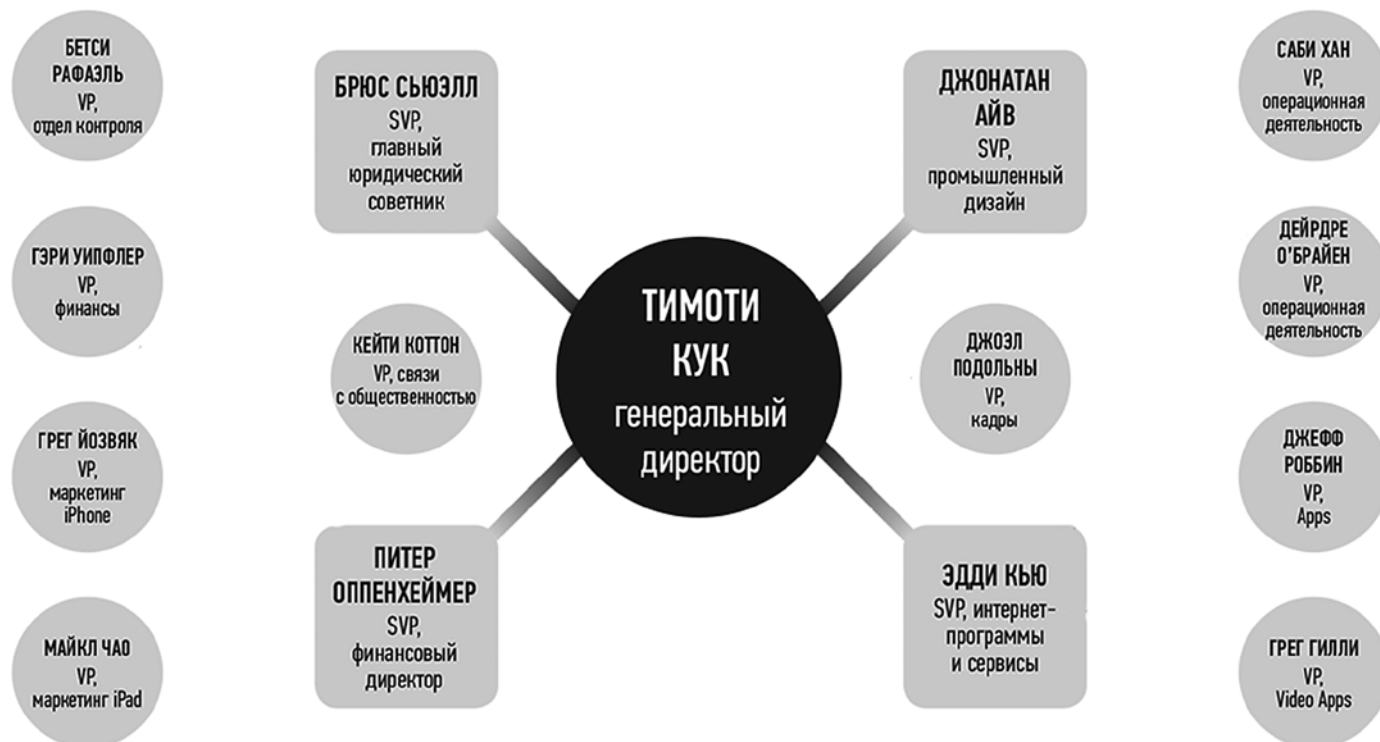 БЕТСИ
РАФАЭЛЬ
VP,
отдел контроля
ГЭРИ УИПФЛЕР
VP,
финансы
ГРЕГ ЙОЗВЯК
VP,
маркетинг
iPhone
МАЙКЛ ЧАО
VP,
маркетинг iPad
БРЮС СЬЮЭЛЛ
SVP,
главный
юридический
советник
КЕЙТИ КОТТОН
VP, связи
с общественностью
ПИТЕР
ОППЕНХЕЙМЕР
SVP,
финансовый
директор
ТИМОТИ
КУК
генеральный
директор
ДЖОНАТАН
АЙВ
SVP,
промышленный
дизайн
ДЖОЭЛ
ПОДОЛЬНЫ
VP,
кадры
ЭДДИ КЬЮ
SVP, интернет-
программы
и сервисы
САБИ ХАН
VP,
операционная
деятельность
ДЕЙРДРЕ
О'БРАЙЕН
VP,
операционная
деятельность
ДЖЕФФ
РОББИН
VP,
Apps
ГРЕГ ГИЛЛИ
VP,
Video Apps